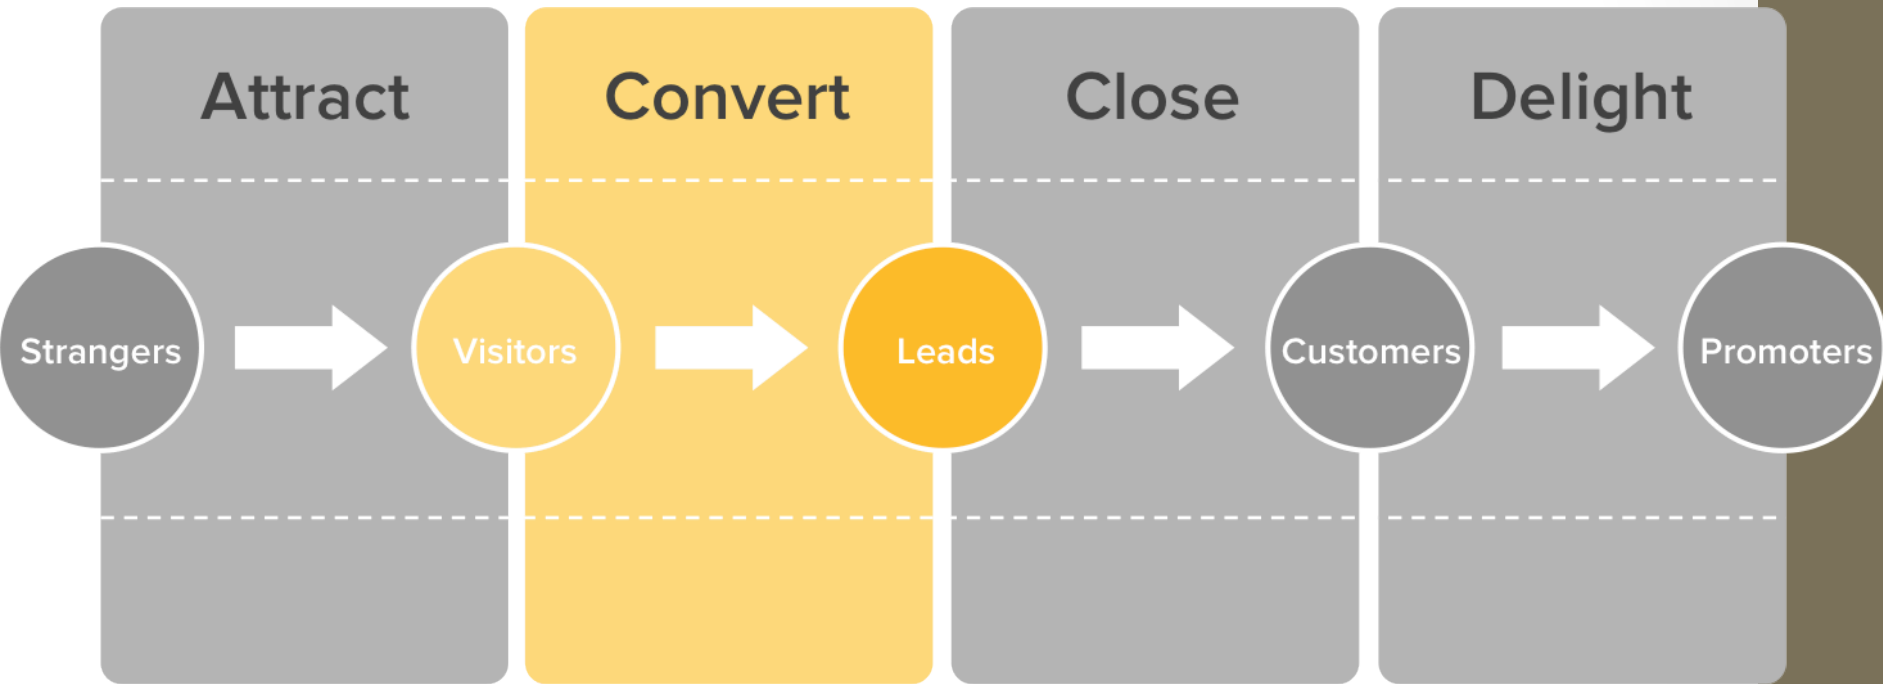 Attract
Convert
Close
Delight
Strangers
Visitors
Leads
Customers
Promoters